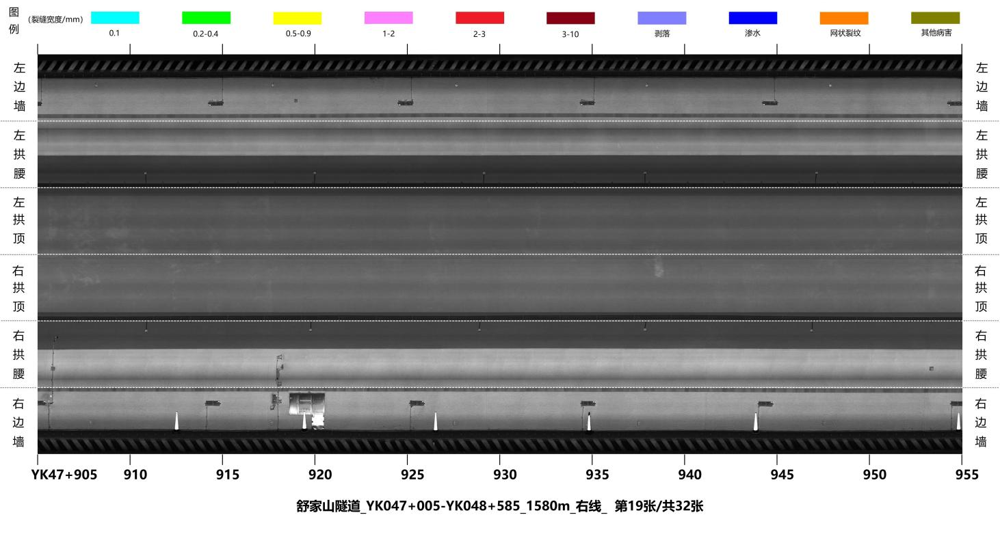 图例
(裂缝宽度/mm)
0.1
0.2-0.4
0.5-0.9
1-2
2-3
3-10
剥落
渗水
网状裂纹
其他病害
左边墙
左边墙
左拱腰
左拱腰
左拱顶
左拱顶
右拱顶
右拱顶
右拱腰
右拱腰
右边墙
右边墙
YK47+905 910 915 920 925 930 935 940 945 950 955
舒家山隧道_YK047+005-YK048+585_1580m_右线_ 第19张/共32张